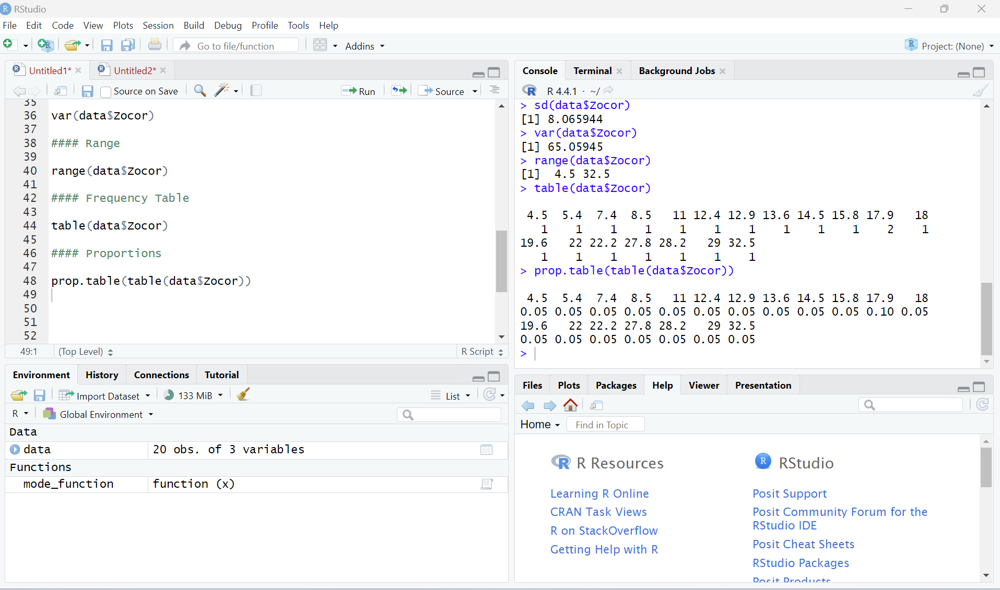 RStudio
File Edit Code View Plots Session Build Debug Profile Tools Help
Go to file/function Addins Project: (None)
Untitled1* Untitled2*
Source on Save Run Source
35
36 var(data$Zocor)
37
38 #### Range
39
40 range(data$Zocor)
41
42 #### Frequency Table
43
44 table(data$Zocor)
45
46 #### Proportions
47
48 prop.table(table(data$Zocor))
49
50
51
52
49:1 (Top Level) R Script
Console Terminal Background Jobs
R 4.4.1 · ~/
> sd(data$Zocor)
[1] 8.065944
> var(data$Zocor)
[1] 65.05945
> range(data$Zocor)
[1]  4.5 32.5
> table(data$Zocor)
 4.5  5.4  7.4  8.5   11 12.4 12.9 13.6 14.5 15.8 17.9   18
   1    1    1    1    1    1    1    1    1    1    2    1
19.6   22 22.2 27.8 28.2   29 32.5
   1    1    1    1    1    1    1
> prop.table(table(data$Zocor))
 4.5  5.4  7.4  8.5   11 12.4 12.9 13.6 14.5 15.8 17.9   18
0.05 0.05 0.05 0.05 0.05 0.05 0.05 0.05 0.05 0.05 0.10 0.05
19.6   22 22.2 27.8 28.2   29 32.5
0.05 0.05 0.05 0.05 0.05 0.05 0.05
>
Environment History Connections Tutorial
Import Dataset 133 MiB List
R Global Environment
Data
data 20 obs. of 3 variables
Functions
mode_function function (x)
Files Plots Packages Help Viewer Presentation
Home Find in Topic
R Resources
Learning R Online
CRAN Task Views
R on StackOverflow
Getting Help with R
RStudio
Posit Support
Posit Community Forum for the
RStudio IDE
Posit Cheat Sheets
RStudio Packages
Posit Products